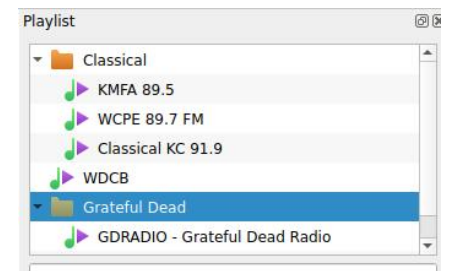 Playlist
Classical
KMFA 89.5
WCPE 89.7 FM
Classical KC 91.9
WDCB
Grateful Dead
GDRADIO - Grateful Dead Radio